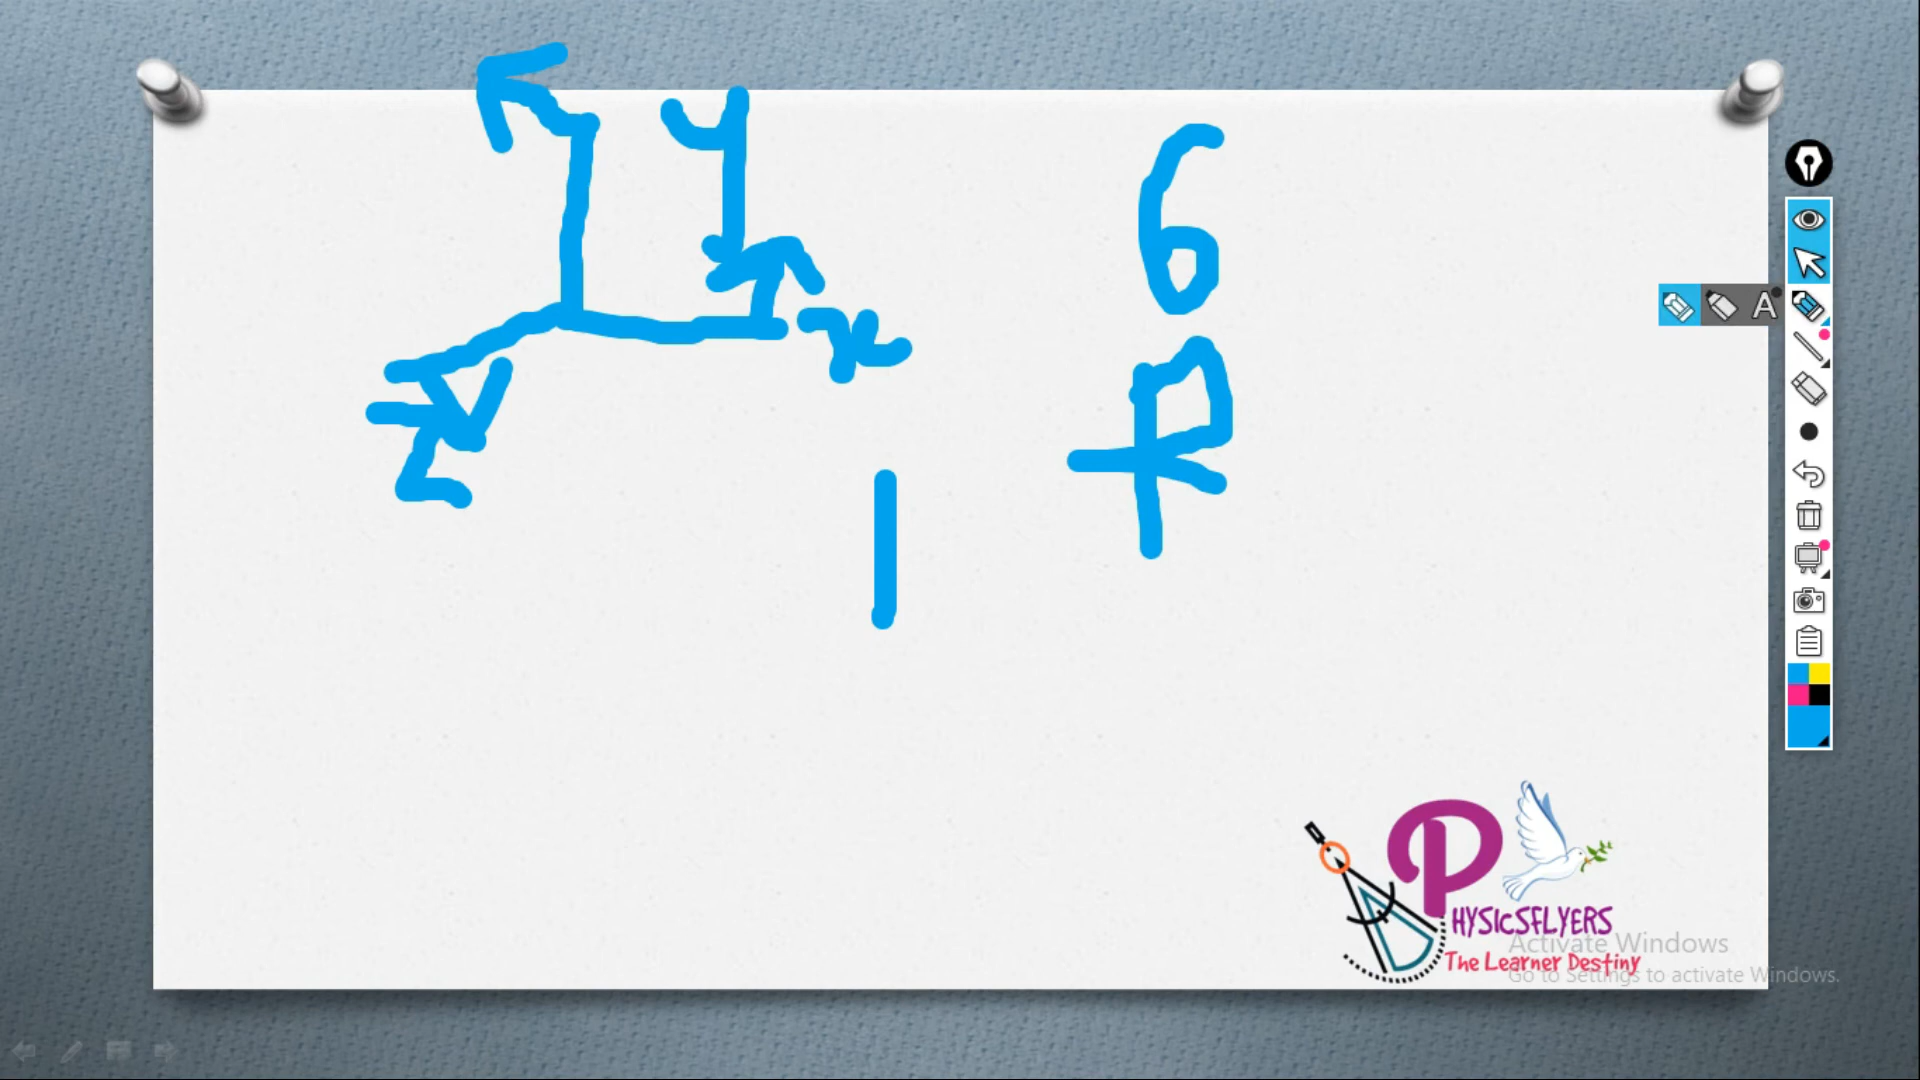 y
6
x
R
z
1
A
PHYSICSFLYERS
The Learner Destiny
Activate Windows
Go to Settings to activate Windows.